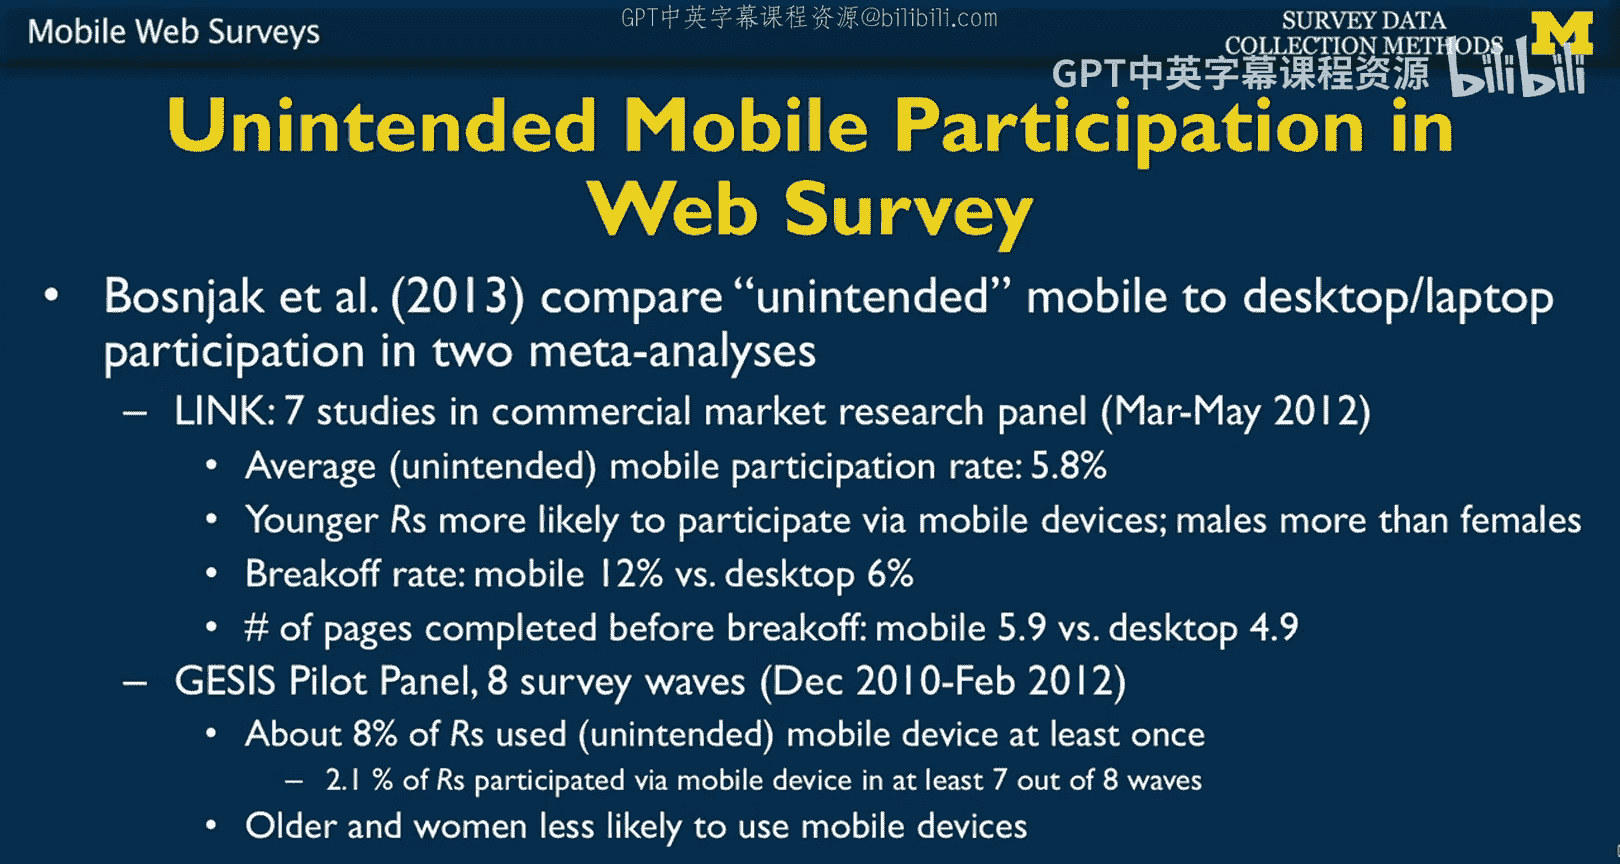 Mobile Web Surveys
GPT中英字幕课程资源@bilibili.com
SURVEY DATA
COLLECTION METHODS
M
GPT中英字幕课程资源 bilibili
Unintended Mobile Participation in
Web Survey
• Bosnjak et al. (2013) compare “unintended” mobile to desktop/laptop
participation in two meta-analyses
– LINK: 7 studies in commercial market research panel (Mar-May 2012)
• Average (unintended) mobile participation rate: 5.8%
• Younger Rs more likely to participate via mobile devices; males more than females
• Breakoff rate: mobile 12% vs. desktop 6%
• # of pages completed before breakoff: mobile 5.9 vs. desktop 4.9
– GESIS Pilot Panel, 8 survey waves (Dec 2010-Feb 2012)
• About 8% of Rs used (unintended) mobile device at least once
– 2.1 % of Rs participated via mobile device in at least 7 out of 8 waves
• Older and women less likely to use mobile devices